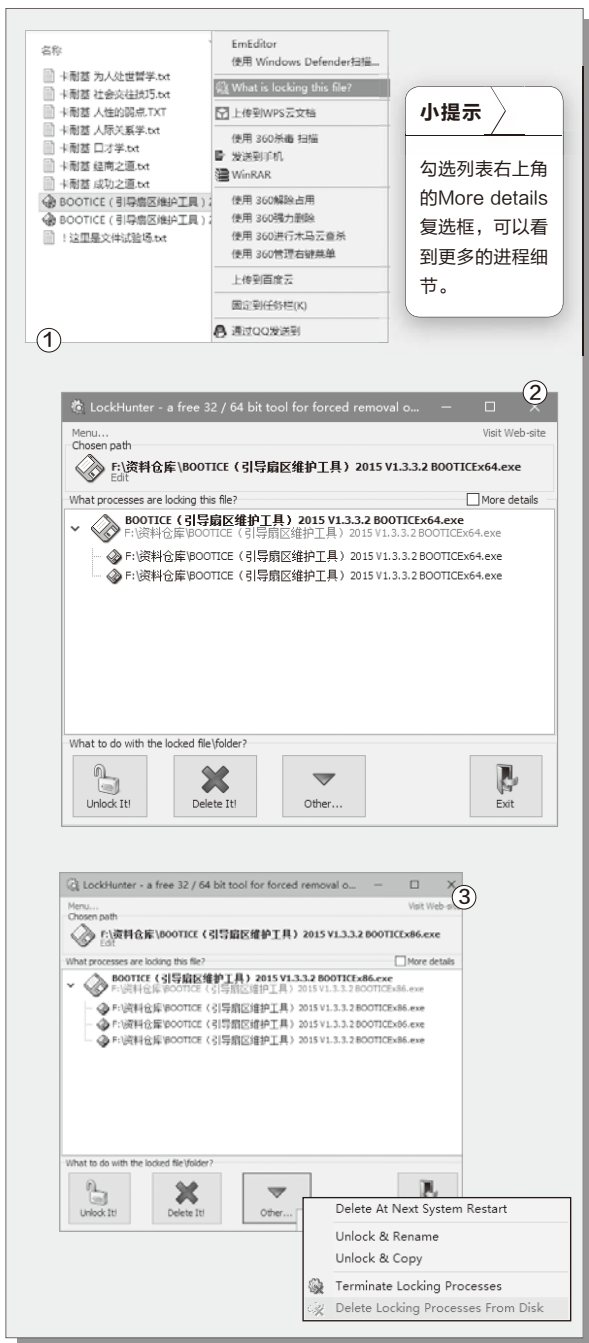 名称
卡耐基 为人处世哲学.txt
卡耐基 社会交往技巧.txt
卡耐基 人性的弱点.TXT
卡耐基 人际关系学.txt
卡耐基 口才学.txt
卡耐基 经商之道.txt
卡耐基 成功之道.txt
BOOTICE（引导扇区维护工具）2
BOOTICE（引导扇区维护工具）2
！这里是文件试验场.txt
EmEditor
使用 Windows Defender扫描...
What is locking this file?
上传到WPS云文档
使用 360杀毒 扫描
发送到手机
WinRAR
使用 360解除占用
使用 360强力删除
使用 360进行木马云查杀
使用 360管理右键菜单
上传到百度云
固定到任务栏(K)
通过QQ发送到
①
小提示
勾选列表右上角
的More details
复选框，可以看
到更多的进程细
节。
②
LockHunter - a free 32 / 64 bit tool for forced removal o...
Menu...
Visit Web-site
Chosen path
F:\资料仓库\BOOTICE（引导扇区维护工具）2015 V1.3.3.2 BOOTICEx64.exe
Edit
What processes are locking this file?
More details
BOOTICE（引导扇区维护工具）2015 V1.3.3.2 BOOTICEx64.exe
F:\资料仓库\BOOTICE（引导扇区维护工具）2015 V1.3.3.2 BOOTICEx64.exe
F:\资料仓库\BOOTICE（引导扇区维护工具）2015 V1.3.3.2 BOOTICEx64.exe
F:\资料仓库\BOOTICE（引导扇区维护工具）2015 V1.3.3.2 BOOTICEx64.exe
What to do with the locked file\folder?
Unlock It!
Delete It!
Other...
Exit
LockHunter - a free 32 / 64 bit tool for forced removal o...
③
Menu...
Visit Web-si
Chosen path
F:\资料仓库\BOOTICE（引导扇区维护工具）2015 V1.3.3.2 BOOTICEx86.exe
Edit
What processes are locking this file?
More details
BOOTICE（引导扇区维护工具）2015 V1.3.3.2 BOOTICEx86.exe
F:\资料仓库\BOOTICE（引导扇区维护工具）2015 V1.3.3.2 BOOTICEx86.exe
F:\资料仓库\BOOTICE（引导扇区维护工具）2015 V1.3.3.2 BOOTICEx86.exe
F:\资料仓库\BOOTICE（引导扇区维护工具）2015 V1.3.3.2 BOOTICEx86.exe
F:\资料仓库\BOOTICE（引导扇区维护工具）2015 V1.3.3.2 BOOTICEx86.exe
What to do with the locked file\folder?
Unlock It!
Delete It!
Other...
Delete At Next System Restart
Unlock & Rename
Unlock & Copy
Terminate Locking Processes
Delete Locking Processes From Disk